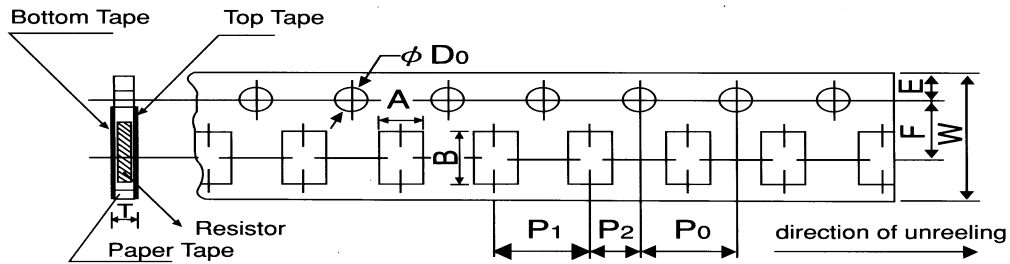 Bottom Tape
Top Tape
φ D0
A
B
E
F
W
T
Resistor
Paper Tape
P1
P2
P0
direction of unreeling